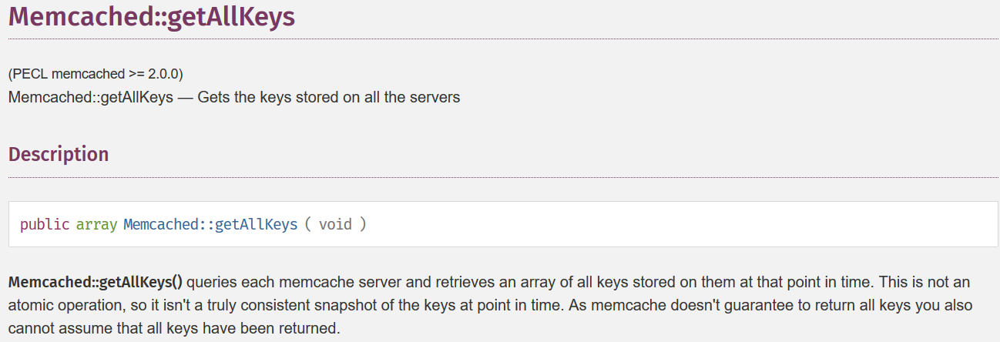 Memcached::getAllKeys
(PECL memcached >= 2.0.0)
Memcached::getAllKeys — Gets the keys stored on all the servers
Description
public array Memcached::getAllKeys ( void )
Memcached::getAllKeys() queries each memcache server and retrieves an array of all keys stored on them at that point in time. This is not an
atomic operation, so it isn't a truly consistent snapshot of the keys at point in time. As memcache doesn't guarantee to return all keys you also
cannot assume that all keys have been returned.